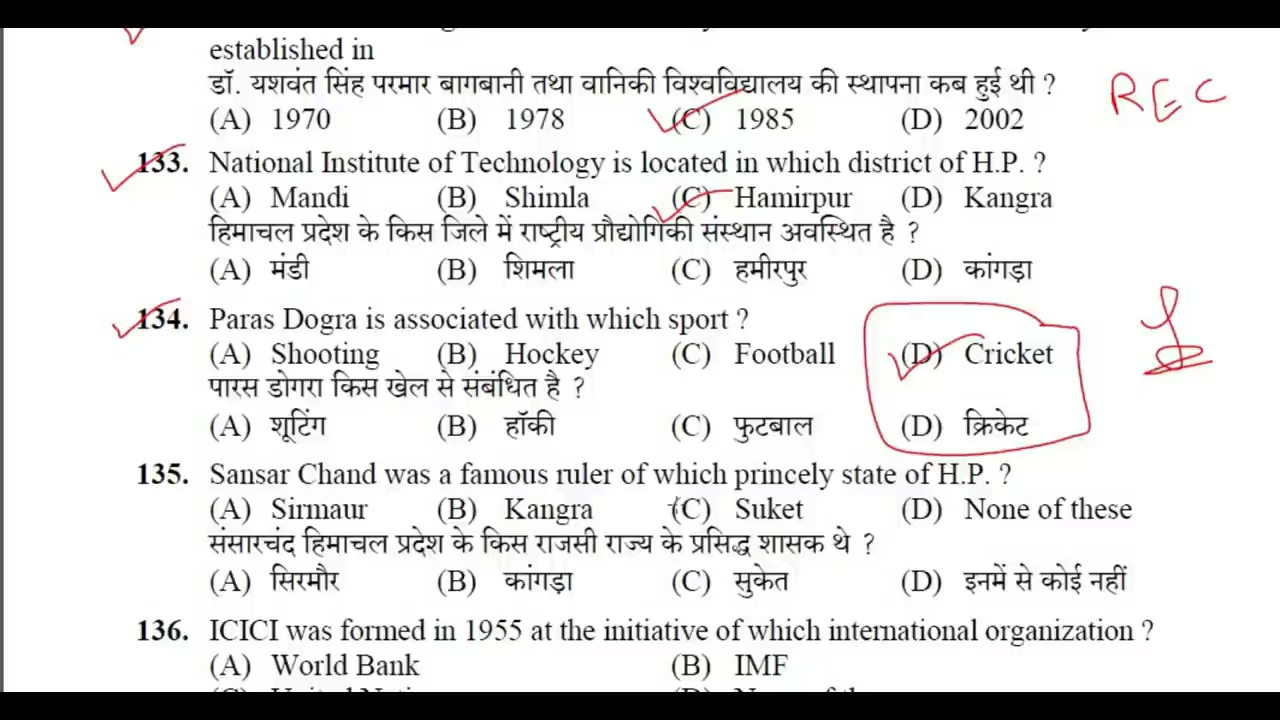 established in
डॉ. यशवंत सिंह परमार बागबानी तथा वानिकी विश्वविद्यालय की स्थापना कब हुई थी ?
(A) 1970 (B) 1978 (C) 1985 (D) 2002
REC
133. National Institute of Technology is located in which district of H.P. ?
(A) Mandi (B) Shimla (C) Hamirpur (D) Kangra
हिमाचल प्रदेश के किस जिले में राष्ट्रीय प्रौद्योगिकी संस्थान अवस्थित है ?
(A) मंडी (B) शिमला (C) हमीरपुर (D) कांगड़ा
134. Paras Dogra is associated with which sport ?
(A) Shooting (B) Hockey (C) Football (D) Cricket
पारस डोगरा किस खेल से संबंधित है ?
(A) शूटिंग (B) हॉकी (C) फुटबाल (D) क्रिकेट
135. Sansar Chand was a famous ruler of which princely state of H.P. ?
(A) Sirmaur (B) Kangra (C) Suket (D) None of these
संसारचंद हिमाचल प्रदेश के किस राजसी राज्य के प्रसिद्ध शासक थे ?
(A) सिरमौर (B) कांगड़ा (C) सुकेत (D) इनमें से कोई नहीं
136. ICICI was formed in 1955 at the initiative of which international organization ?
(A) World Bank (B) IMF